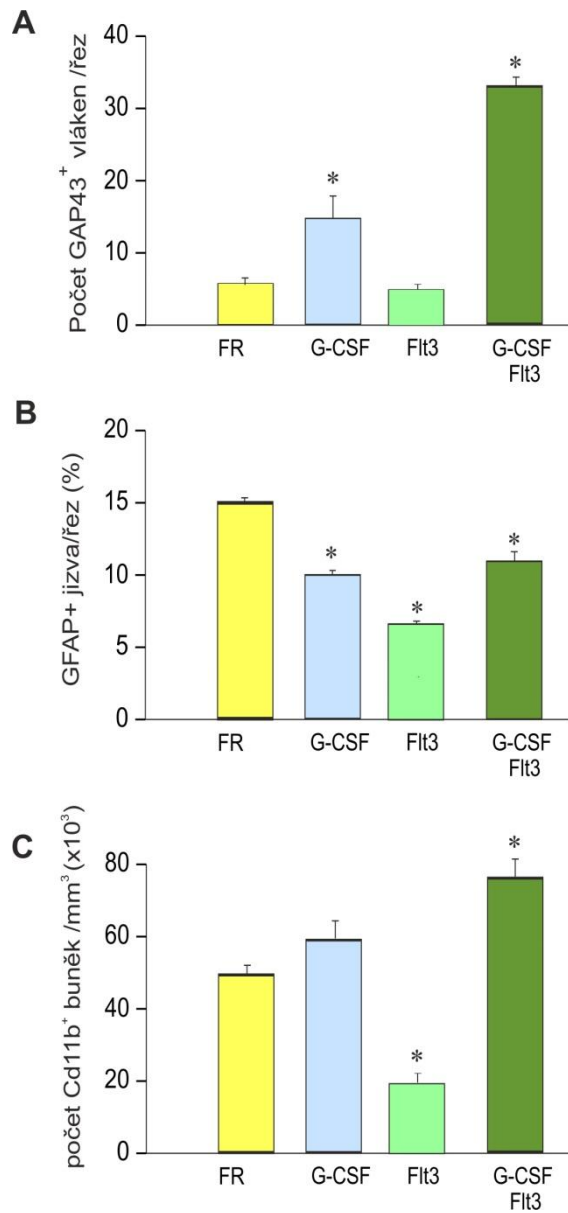 A
Počet GAP43⁺ vláken /řez
40
30
20
10
0
*
*
FR
G-CSF
Flt3
G-CSF
Flt3
B
GFAP+ jizva/řez (%)
20
15
10
5
0
*
*
*
FR
G-CSF
Flt3
G-CSF
Flt3
C
počet Cd11b⁺ buněk /mm³ (x10³)
80
60
40
20
0
*
*
FR
G-CSF
Flt3
G-CSF
Flt3